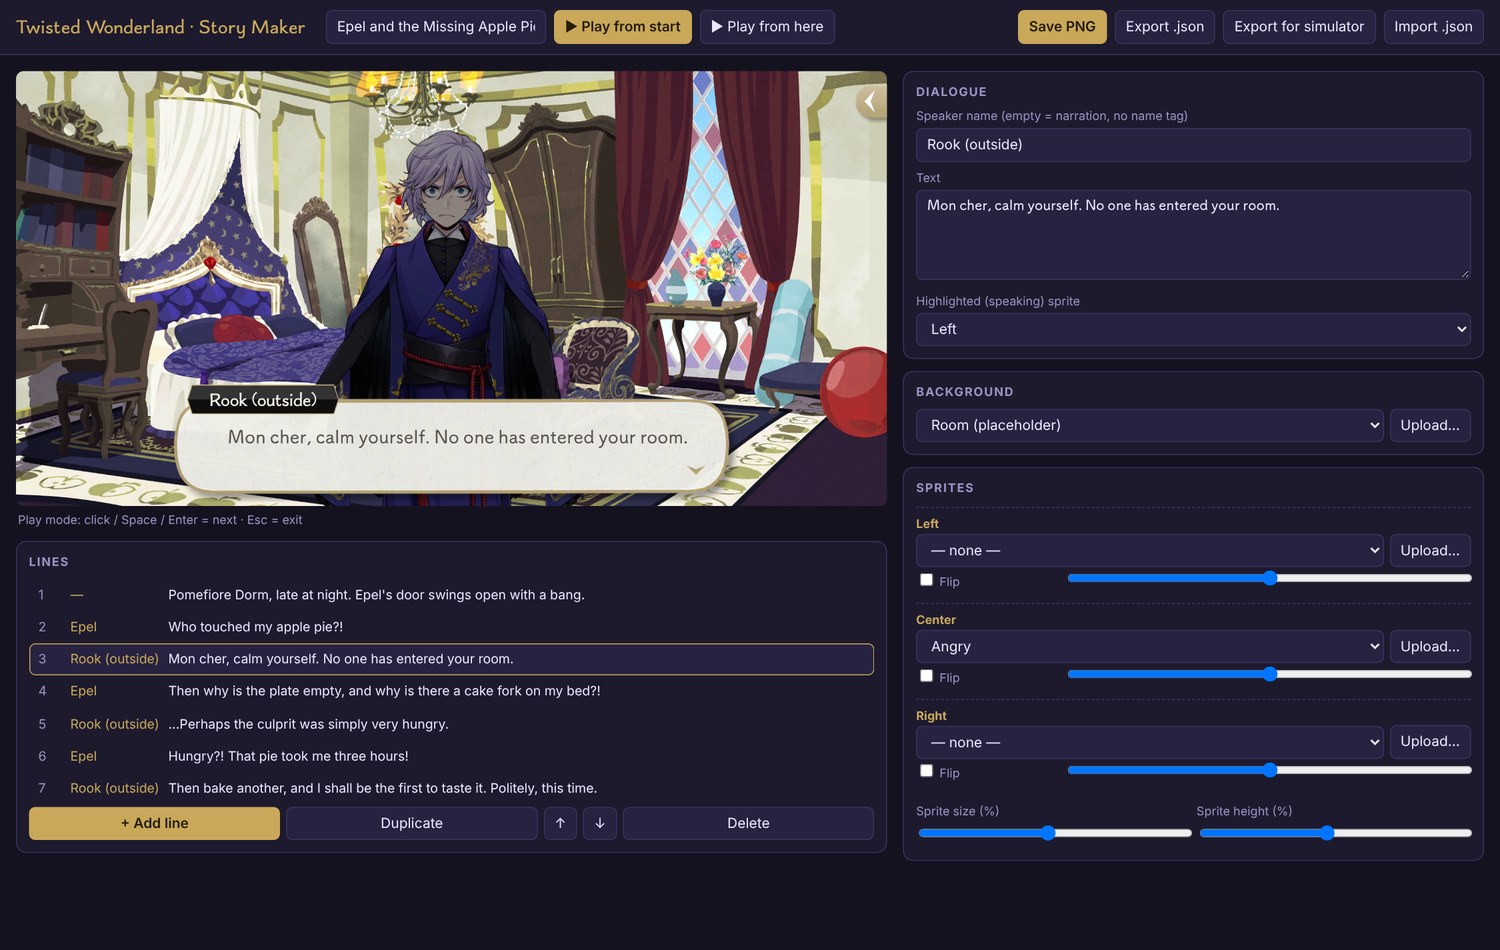 Twisted Wonderland · Story Maker
Epel and the Missing Apple Pi
▶ Play from start
▶ Play from here
Save PNG
Export .json
Export for simulator
Import .json
Rook (outside)
Mon cher, calm yourself. No one has entered your room.
Play mode: click / Space / Enter = next · Esc = exit
LINES
1 — Pomefiore Dorm, late at night. Epel's door swings open with a bang.
2 Epel Who touched my apple pie?!
3 Rook (outside) Mon cher, calm yourself. No one has entered your room.
4 Epel Then why is the plate empty, and why is there a cake fork on my bed?!
5 Rook (outside) ...Perhaps the culprit was simply very hungry.
6 Epel Hungry?! That pie took me three hours!
7 Rook (outside) Then bake another, and I shall be the first to taste it. Politely, this time.
+ Add line
Duplicate
↑
↓
Delete
DIALOGUE
Speaker name (empty = narration, no name tag)
Rook (outside)
Text
Mon cher, calm yourself. No one has entered your room.
Highlighted (speaking) sprite
Left
BACKGROUND
Room (placeholder)
Upload...
SPRITES
Left
— none —
Upload...
Flip
Center
Angry
Upload...
Flip
Right
— none —
Upload...
Flip
Sprite size (%)
Sprite height (%)